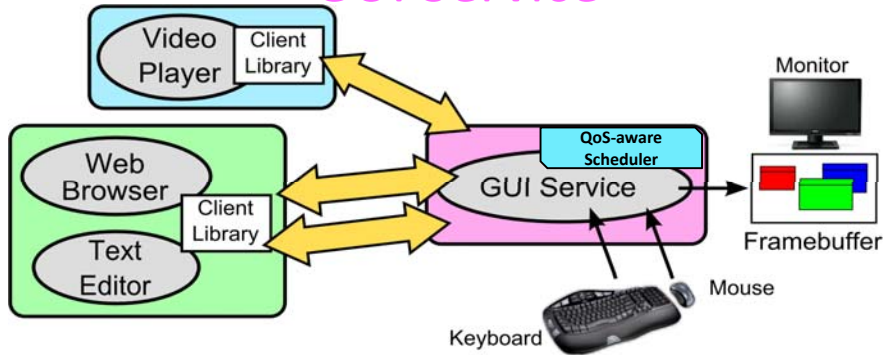 Video
Player
Client
Library
Web
Browser
Client
Library
Text
Editor
QoS-aware
Scheduler
GUI Service
Monitor
Framebuffer
Keyboard
Mouse